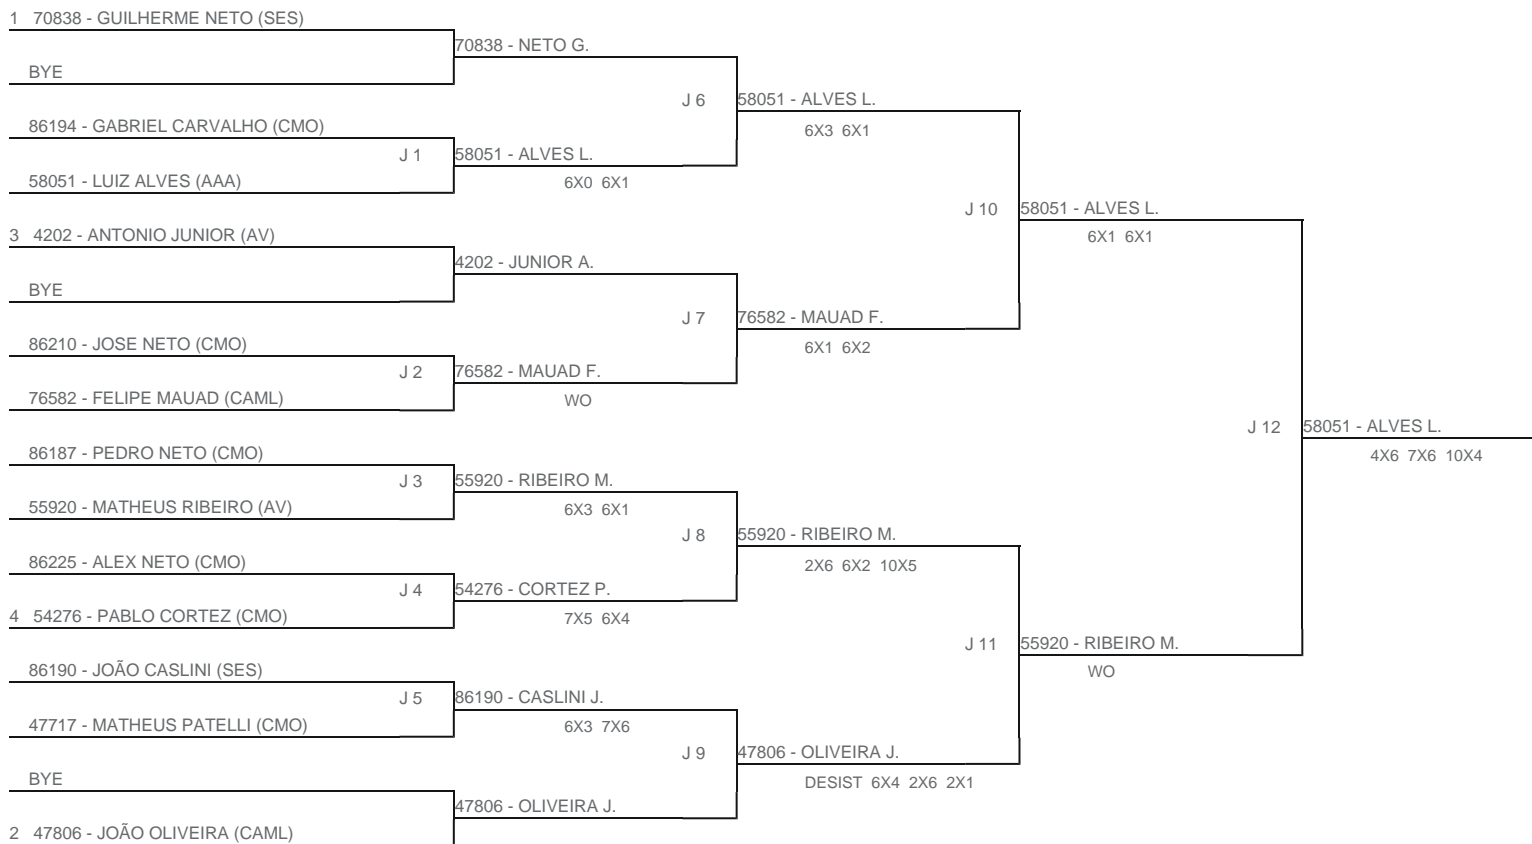 1 70838 - GUILHERME NETO (SES)
70838 - NETO G.
BYE
J 6
58051 - ALVES L.
86194 - GABRIEL CARVALHO (CMO)
6X3 6X1
J 1
58051 - ALVES L.
58051 - LUIZ ALVES (AAA)
6X0 6X1
J 10
58051 - ALVES L.
3 4202 - ANTONIO JUNIOR (AV)
6X1 6X1
4202 - JUNIOR A.
BYE
J 7
76582 - MAUAD F.
86210 - JOSE NETO (CMO)
6X1 6X2
J 2
76582 - MAUAD F.
76582 - FELIPE MAUAD (CAML)
WO
J 12
58051 - ALVES L.
86187 - PEDRO NETO (CMO)
4X6 7X6 10X4
J 3
55920 - RIBEIRO M.
55920 - MATHEUS RIBEIRO (AV)
6X3 6X1
J 8
55920 - RIBEIRO M.
86225 - ALEX NETO (CMO)
2X6 6X2 10X5
J 4
54276 - CORTEZ P.
4 54276 - PABLO CORTEZ (CMO)
7X5 6X4
J 11
55920 - RIBEIRO M.
86190 - JOÃO CASLINI (SES)
WO
J 5
86190 - CASLINI J.
47717 - MATHEUS PATELLI (CMO)
6X3 7X6
J 9
47806 - OLIVEIRA J.
BYE
DESIST 6X4 2X6 2X1
47806 - OLIVEIRA J.
2 47806 - JOÃO OLIVEIRA (CAML)